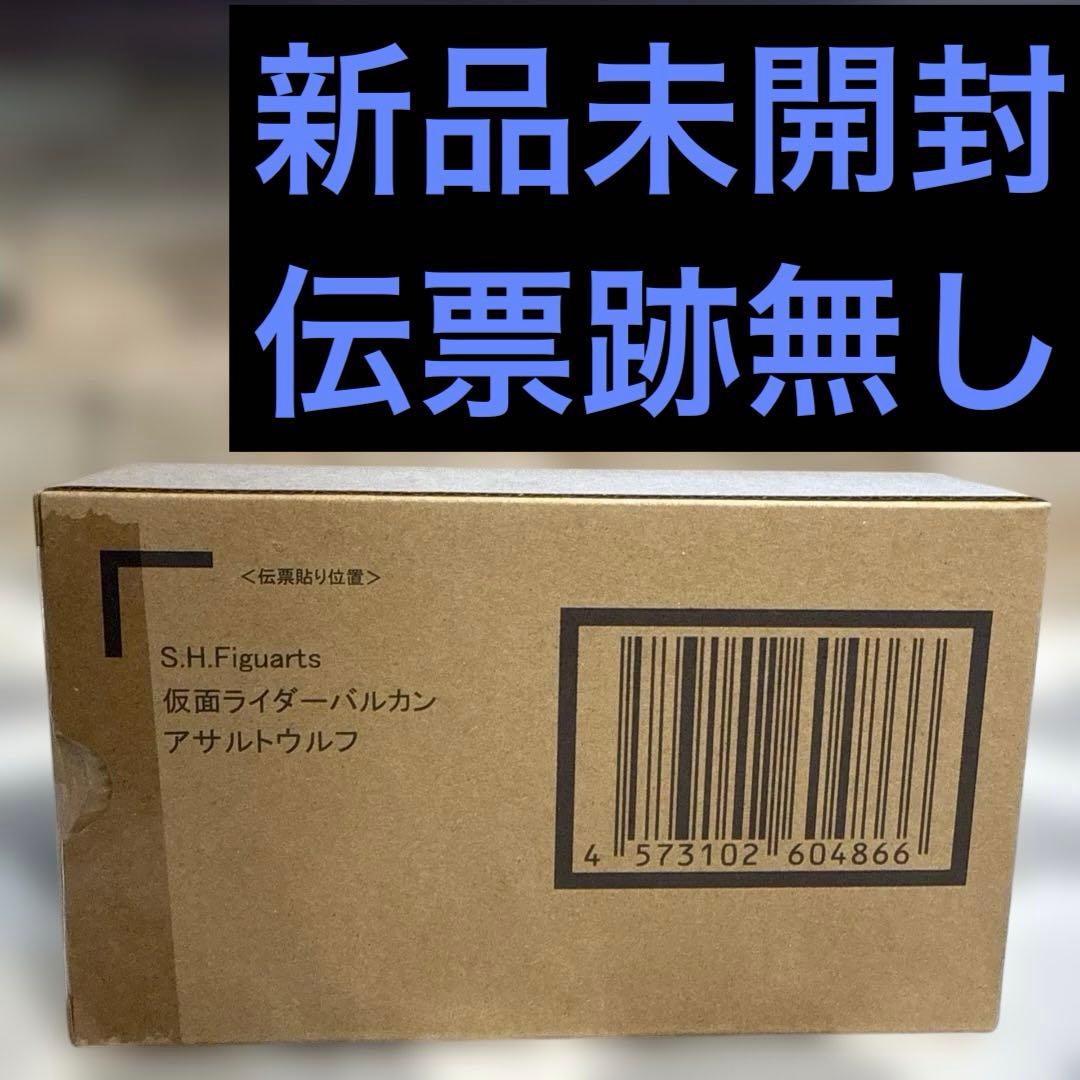 新品未開封
伝票跡無し
＜伝票貼り位置＞
S.H.Figuarts
仮面ライダーバルカン
アサルトウルフ
4 573102 604866